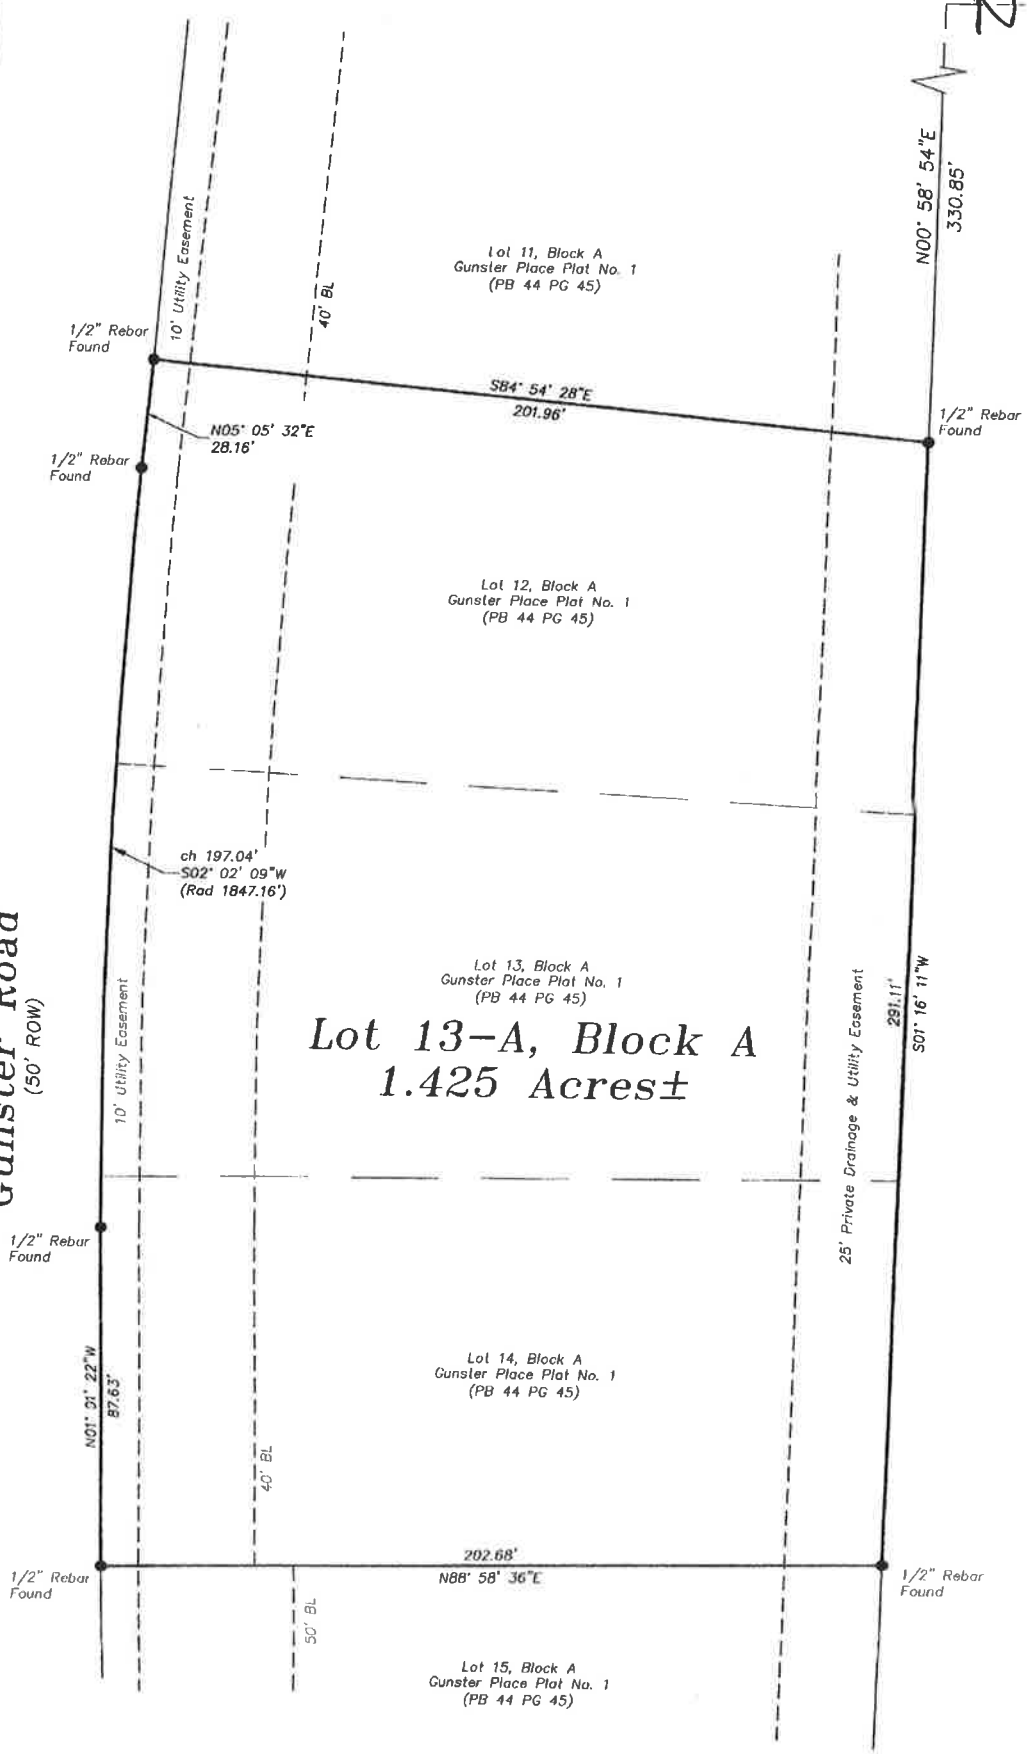 N00° 58' 54"E
330.85'
10' Utility Easement
40' BL
Lot 11, Block A
Gunster Place Plat No. 1
(PB 44 PG 45)
1/2" Rebar
Found
S84° 54' 28"E
201.96'
1/2" Rebar
Found
N05° 05' 32"E
28.16'
1/2" Rebar
Found
Lot 12, Block A
Gunster Place Plat No. 1
(PB 44 PG 45)
ch 197.04'
S02° 02' 09"W
(Rad 1847.16')
Gunster Road
(50' ROW)
10' Utility Easement
Lot 13, Block A
Gunster Place Plat No. 1
(PB 44 PG 45)
Lot 13-A, Block A
1.425 Acres±
25' Private Drainage & Utility Easement
291.11'
S01° 16' 11"W
1/2" Rebar
Found
N01° 01' 22"W
87.63'
Lot 14, Block A
Gunster Place Plat No. 1
(PB 44 PG 45)
40' BL
202.68'
N88° 58' 36"E
1/2" Rebar
Found
1/2" Rebar
Found
50' BL
Lot 15, Block A
Gunster Place Plat No. 1
(PB 44 PG 45)